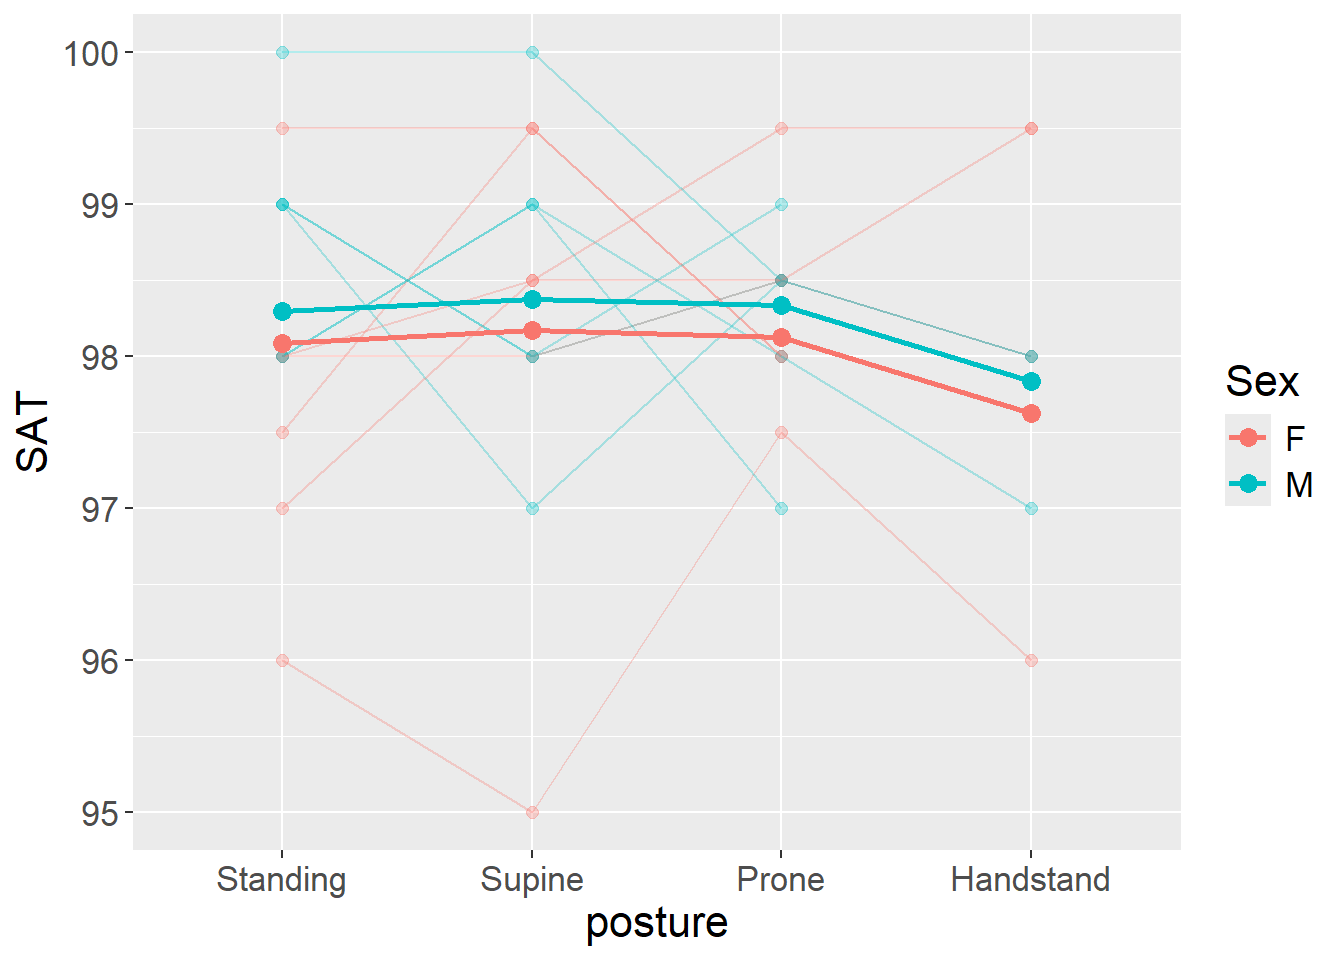 100
99
98
97
96
95
SAT
Standing Supine Prone Handstand
posture
Sex
F
M